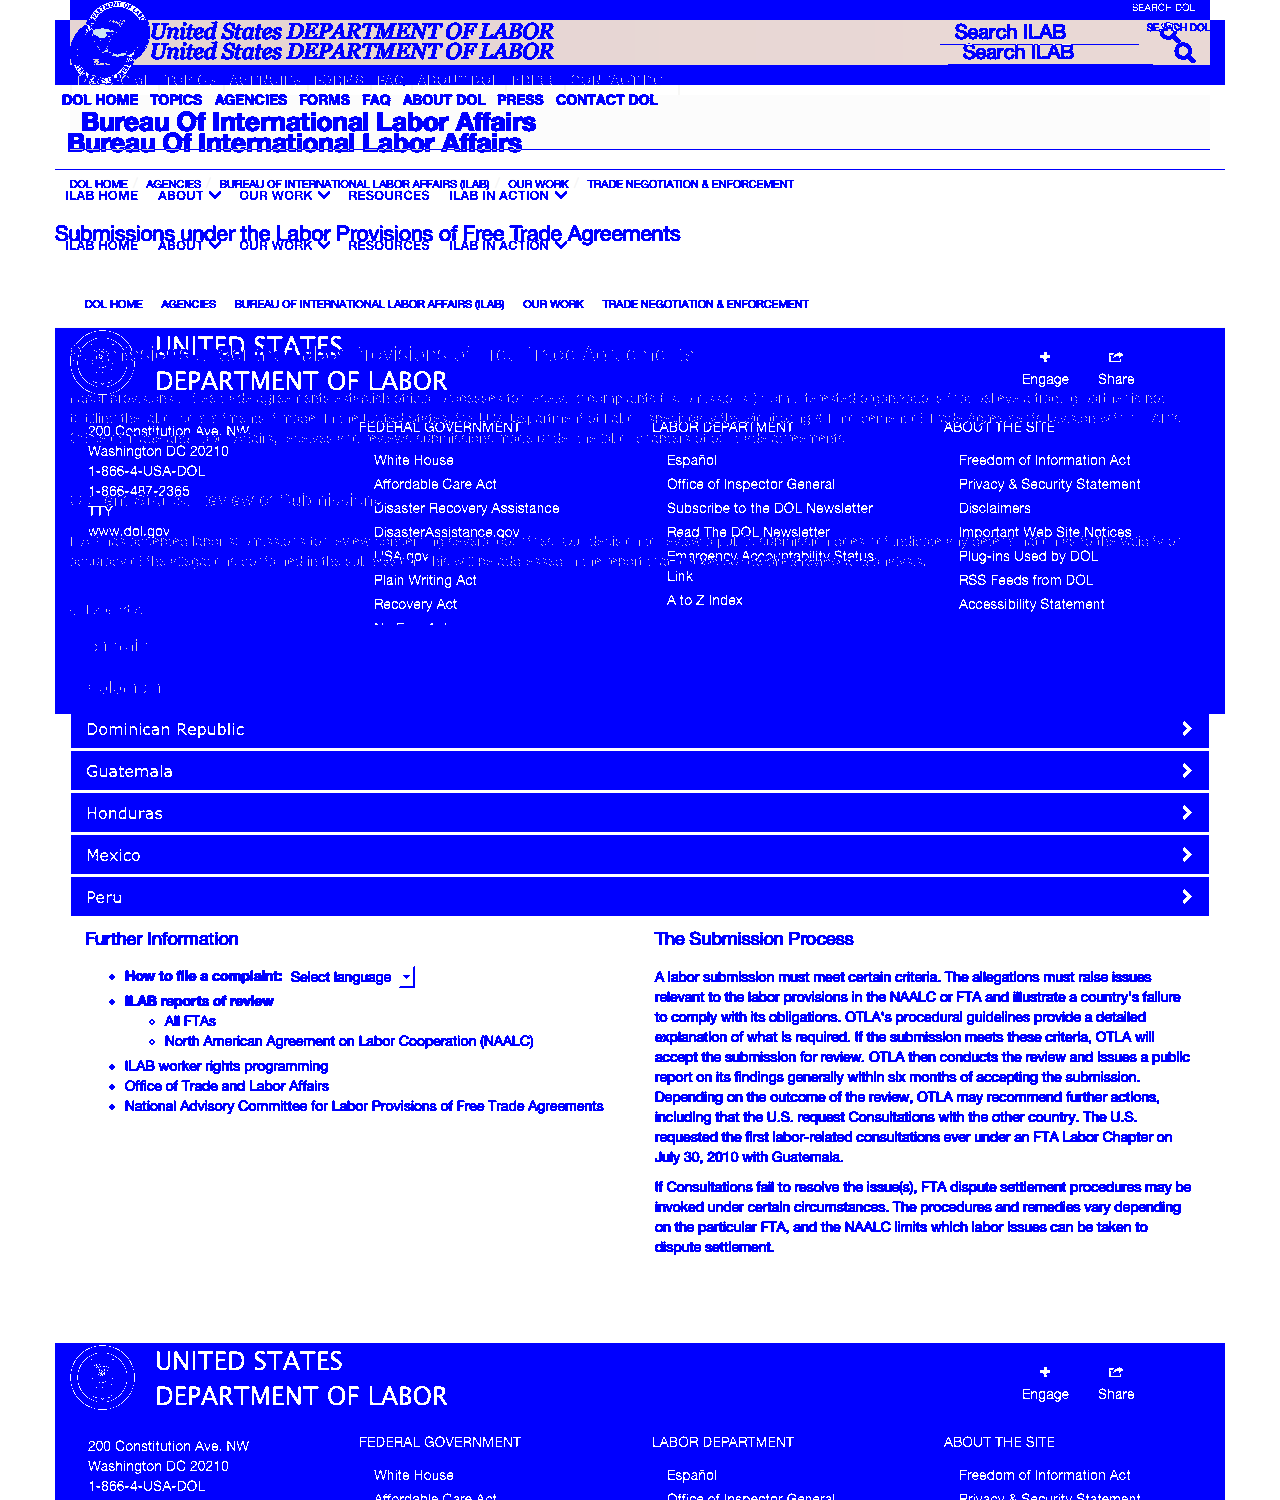 SEARCH DOL
SEARCH DOL
United States DEPARTMENT OF LABOR
Search ILAB
United States DEPARTMENT OF LABOR
Search ILAB
DOL HOME TOPICS AGENCIES FORMS FAQ ABOUT DOL PRESS CONTACT DOL
Bureau Of International Labor Affairs
Bureau Of International Labor Affairs
DOL HOME AGENCIES BUREAU OF INTERNATIONAL LABOR AFFAIRS (ILAB) OUR WORK TRADE NEGOTIATION & ENFORCEMENT
ILAB HOME ABOUT OUR WORK RESOURCES ILAB IN ACTION
Submissions under the Labor Provisions of Free Trade Agreements
ILAB HOME ABOUT OUR WORK RESOURCES ILAB IN ACTION
DOL HOME AGENCIES BUREAU OF INTERNATIONAL LABOR AFFAIRS (ILAB) OUR WORK TRADE NEGOTIATION & ENFORCEMENT
UNITED STATES
DEPARTMENT OF LABOR
Engage Share
200 Constitution Ave. NW
Washington DC 20210
1-866-4-USA-DOL
1-866-487-2365
TTY
www.dol.gov
FEDERAL GOVERNMENT
White House
Affordable Care Act
Disaster Recovery Assistance
DisasterAssistance.gov
USA.gov
Plain Writing Act
Recovery Act
LABOR DEPARTMENT
Español
Office of Inspector General
Subscribe to the DOL Newsletter
Read The DOL Newsletter
Emergency Accountability Status
Link
A to Z Index
ABOUT THE SITE
Freedom of Information Act
Privacy & Security Statement
Disclaimers
Important Web Site Notices
Plug-ins Used by DOL
RSS Feeds from DOL
Accessibility Statement
Dominican Republic
Guatemala
Honduras
Mexico
Peru
Further Information
How to file a complaint: Select language
ILAB reports of review
All FTAs
North American Agreement on Labor Cooperation (NAALC)
ILAB worker rights programming
Office of Trade and Labor Affairs
National Advisory Committee for Labor Provisions of Free Trade Agreements
The Submission Process
A labor submission must meet certain criteria. The allegations must raise issues
relevant to the labor provisions in the NAALC or FTA and illustrate a country's failure
to comply with its obligations. OTLA's procedural guidelines provide a detailed
explanation of what is required. If the submission meets these criteria, OTLA will
accept the submission for review. OTLA then conducts the review and issues a public
report on its findings generally within six months of accepting the submission.
Depending on the outcome of the review, OTLA may recommend further actions,
including that the U.S. request Consultations with the other country. The U.S.
requested the first labor-related consultations ever under an FTA Labor Chapter on
July 30, 2010 with Guatemala.
If Consultations fail to resolve the issue(s), FTA dispute settlement procedures may be
invoked under certain circumstances. The procedures and remedies vary depending
on the particular FTA, and the NAALC limits which labor issues can be taken to
dispute settlement.
UNITED STATES
DEPARTMENT OF LABOR
Engage Share
200 Constitution Ave. NW
Washington DC 20210
1-866-4-USA-DOL
FEDERAL GOVERNMENT
White House
Affordable Care Act
LABOR DEPARTMENT
Español
Office of Inspector General
ABOUT THE SITE
Freedom of Information Act
Privacy & Security Statement